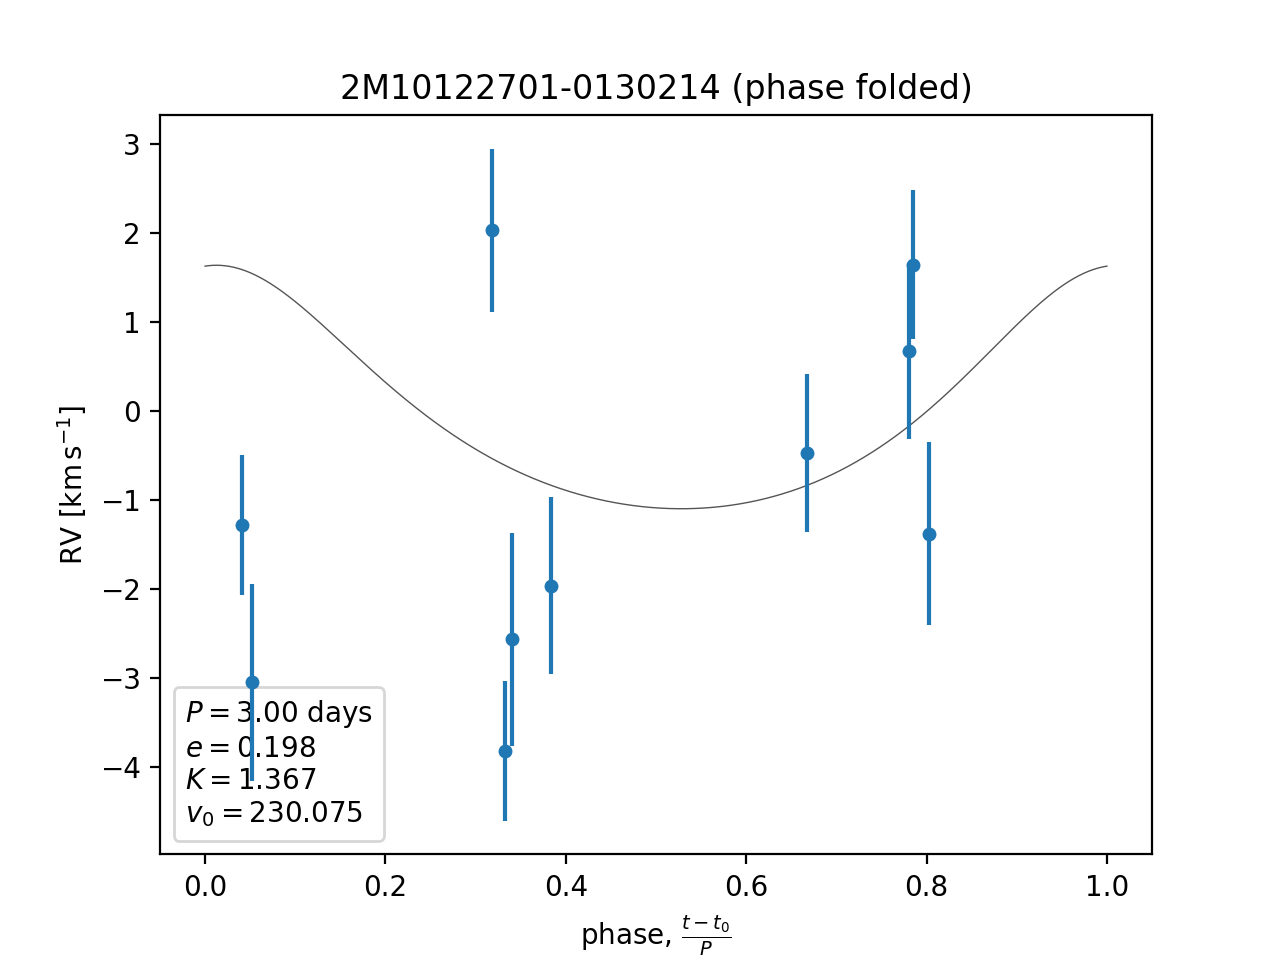 2M10122701-0130214 (phase folded)
RV [km s⁻¹]
3
2
1
0
−1
−2
−3
−4
P = 3.00 days
e = 0.198
K = 1.367
v₀ = 230.075
0.0 0.2 0.4 0.6 0.8 1.0
phase, (t − t₀)/P